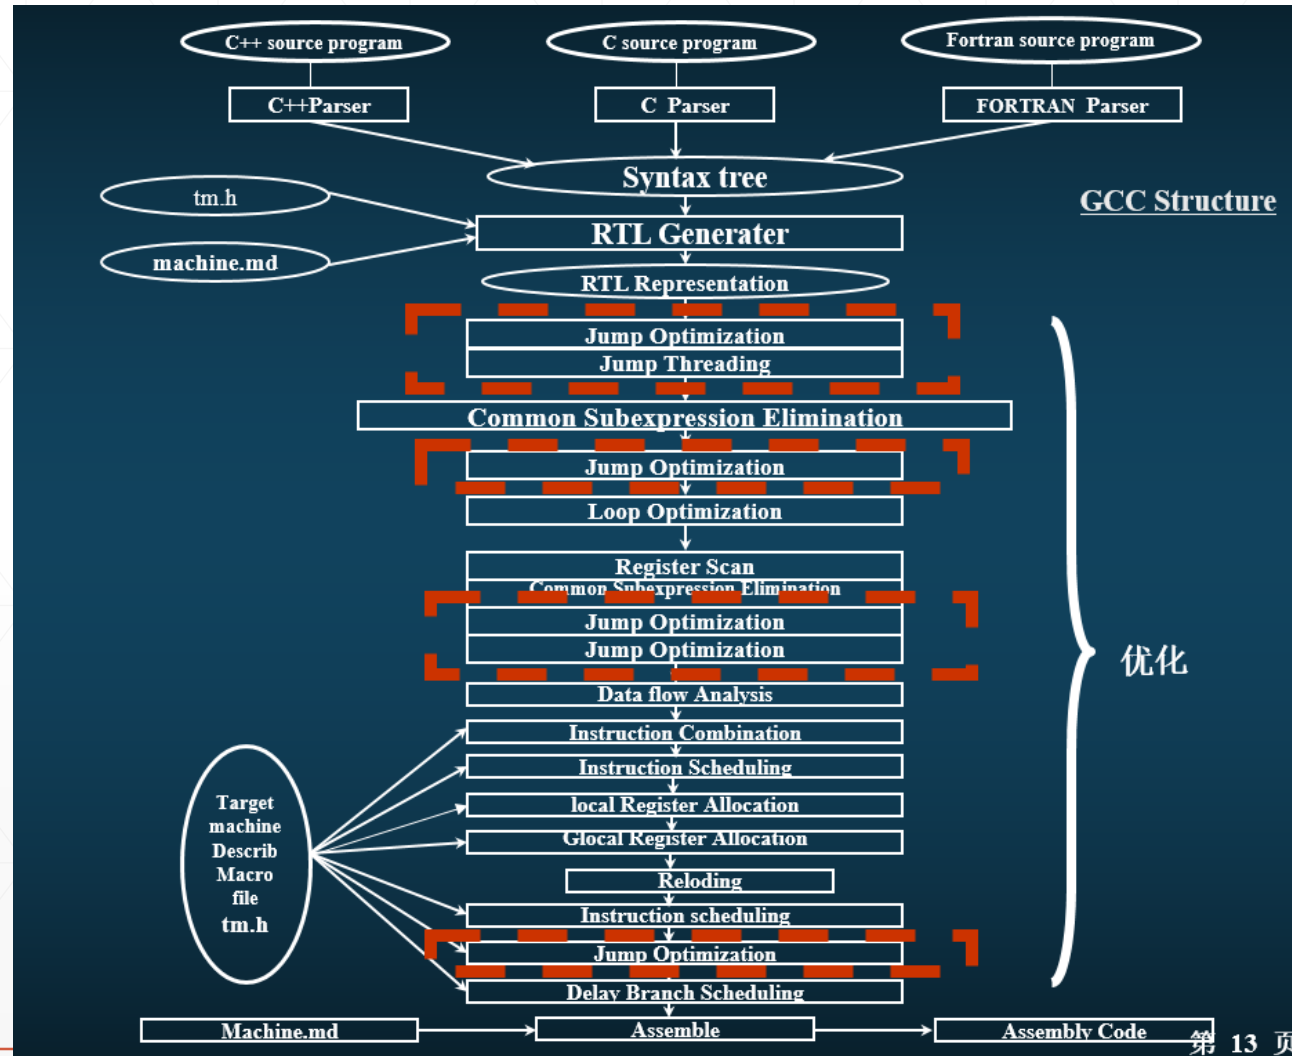 C++ source program
C source program
Fortran source program
C++Parser
C Parser
FORTRAN Parser
Syntax tree
tm.h
GCC Structure
RTL Generater
machine.md
RTL Representation
Jump Optimization
Jump Threading
Common Subexpression Elimination
Jump Optimization
Loop Optimization
Register Scan
Common Subexpression Elimination
Jump Optimization
Jump Optimization
优化
Data flow Analysis
Instruction Combination
Instruction Scheduling
Target
machine
Describ
Macro
file
tm.h
local Register Allocation
Glocal Register Allocation
Reloding
Instruction scheduling
Jump Optimization
Delay Branch Scheduling
Machine.md
Assemble
Assembly Code
第 13 页